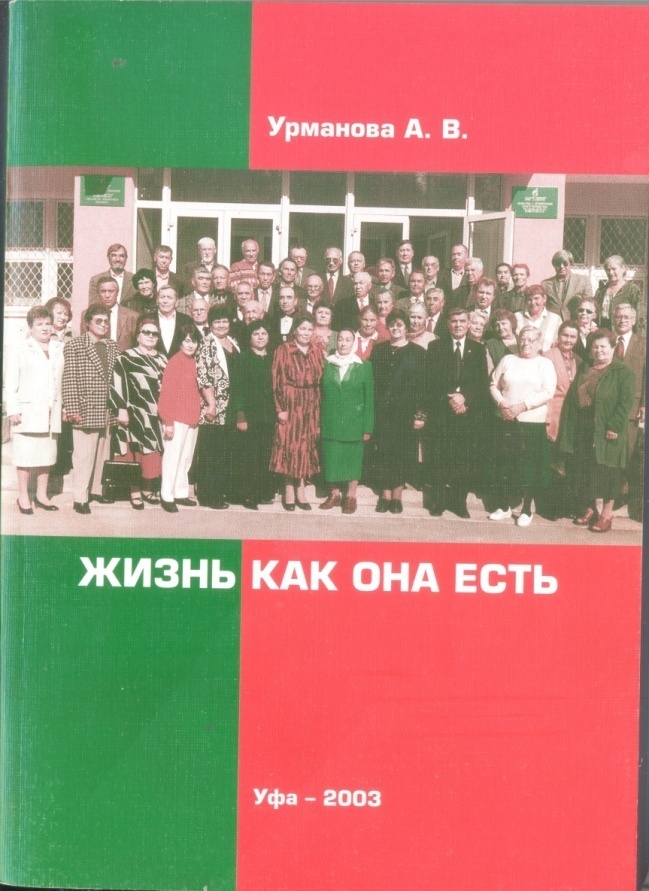 Урманова А. В.
ЖИЗНЬ КАК ОНА ЕСТЬ
Уфа – 2003